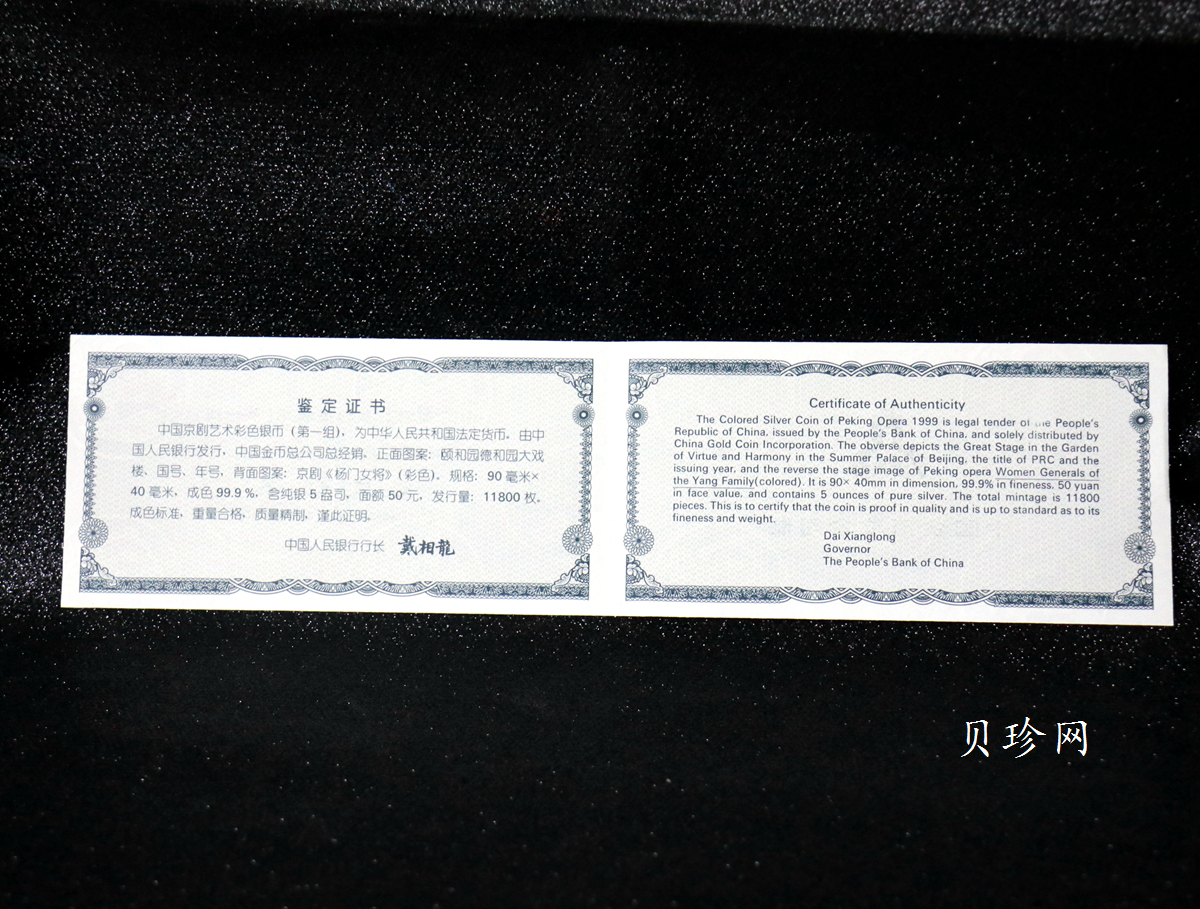 鉴定证书
中国京剧艺术彩色银币（第一组），为中华人民共和国法定货币。由中
国人民银行发行，中国金币总公司总经销。正面图案：颐和园德和园大戏
楼、国号、年号，背面图案：京剧《杨门女将》（彩色）。规格：90毫米×
40毫米，成色99.9%，含纯银5盎司，面额50元，发行量：11800枚。
成色标准，重量合格，质量精制，谨此证明。
中国人民银行行长 戴相龍
Certificate of Authenticity
The Colored Silver Coin of Peking Opera 1999 is legal tender of the People's
Republic of China, issued by the People's Bank of China, and solely distributed by
China Gold Coin Incorporation. The obverse depicts the Great Stage in the Garden
of Virtue and Harmony in the Summer Palace of Beijing, the title of PRC and the
issuing year, and the reverse the stage image of Peking opera Women Generals of
the Yang Family(colored). It is 90× 40mm in dimension, 99.9% in fineness, 50 yuan
in face value, and contains 5 ounces of pure silver. The total mintage is 11800
pieces. This is to certify that the coin is proof in quality and is up to standard as to its
fineness and weight.
Dai Xianglong
Governor
The People's Bank of China
贝珍网